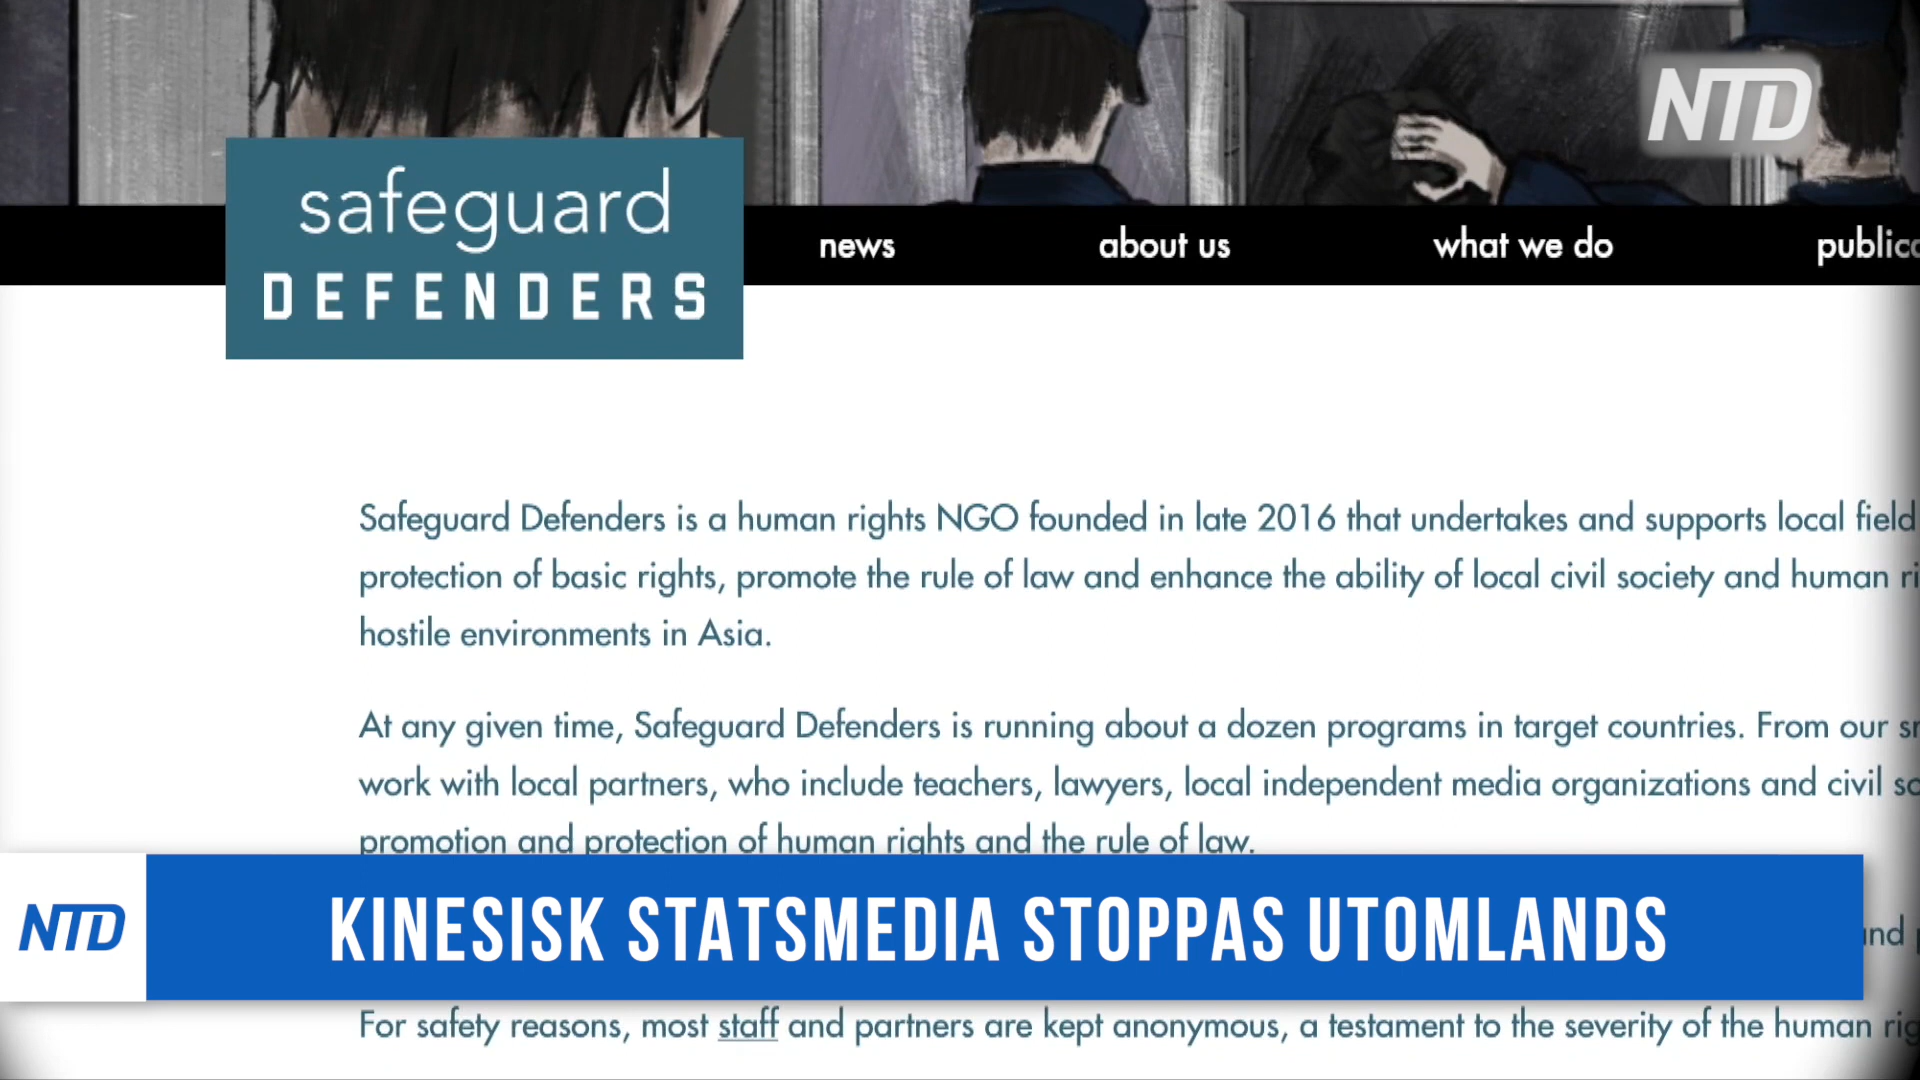 NTD
safeguard
DEFENDERS
news about us what we do
Safeguard Defenders is a human rights NGO founded in late 2016 that undertakes and supports local field
protection of basic rights, promote the rule of law and enhance the ability of local civil society and human
hostile environments in Asia.
At any given time, Safeguard Defenders is running about a dozen programs in target countries. From our
work with local partners, who include teachers, lawyers, local independent media organizations and civil
promotion and protection of human rights and the rule of law.
NTD
KINESISK STATSMEDIA STOPPAS UTOMLANDS
and
For safety reasons, most staff and partners are kept anonymous, a testament to the severity of the human